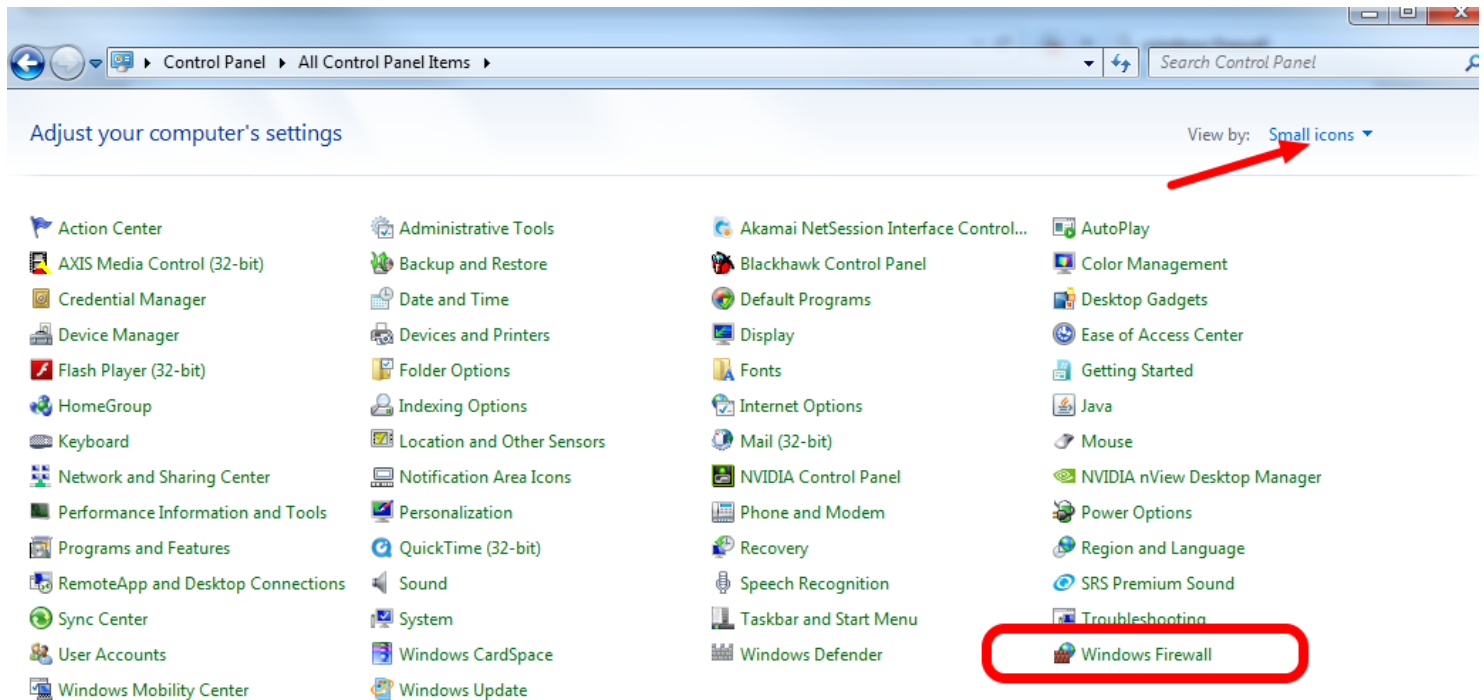 Control Panel ▸ All Control Panel Items ▸
Search Control Panel
Adjust your computer's settings
View by: Small icons
Action Center
Administrative Tools
Akamai NetSession Interface Control...
AutoPlay
AXIS Media Control (32-bit)
Backup and Restore
Blackhawk Control Panel
Color Management
Credential Manager
Date and Time
Default Programs
Desktop Gadgets
Device Manager
Devices and Printers
Display
Ease of Access Center
Flash Player (32-bit)
Folder Options
Fonts
Getting Started
HomeGroup
Indexing Options
Internet Options
Java
Keyboard
Location and Other Sensors
Mail (32-bit)
Mouse
Network and Sharing Center
Notification Area Icons
NVIDIA Control Panel
NVIDIA nView Desktop Manager
Performance Information and Tools
Personalization
Phone and Modem
Power Options
Programs and Features
QuickTime (32-bit)
Recovery
Region and Language
RemoteApp and Desktop Connections
Sound
Speech Recognition
SRS Premium Sound
Sync Center
System
Taskbar and Start Menu
Troubleshooting
User Accounts
Windows CardSpace
Windows Defender
Windows Firewall
Windows Mobility Center
Windows Update